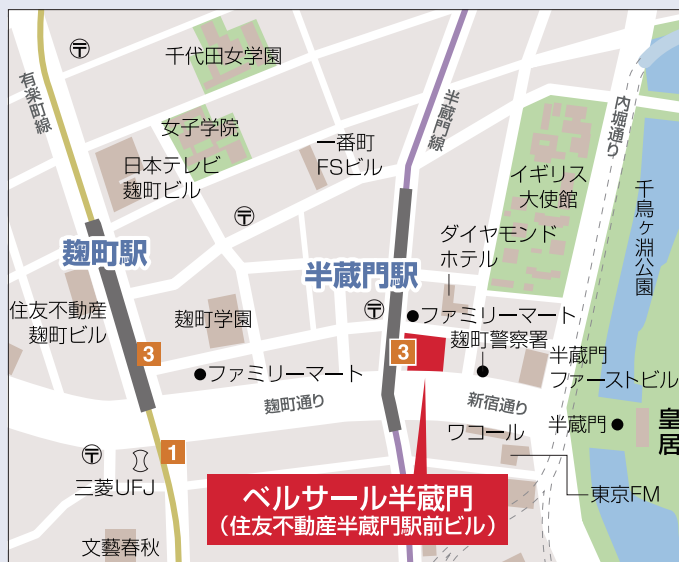 千代田女学園
有楽町線
半蔵門線
内堀通り
女子学院
日本テレビ
麹町ビル
一番町
FSビル
イギリス
大使館
千鳥ヶ淵公園
麹町駅
半蔵門駅
ダイヤモンド
ホテル
住友不動産
麹町ビル
麹町学園
ファミリーマート
麹町警察署
3
3
ファミリーマート
半蔵門
ファーストビル
麹町通り
新宿通り
半蔵門
皇居
ワコール
1
三菱UFJ
東京FM
ベルサール半蔵門
(住友不動産半蔵門駅前ビル)
文藝春秋